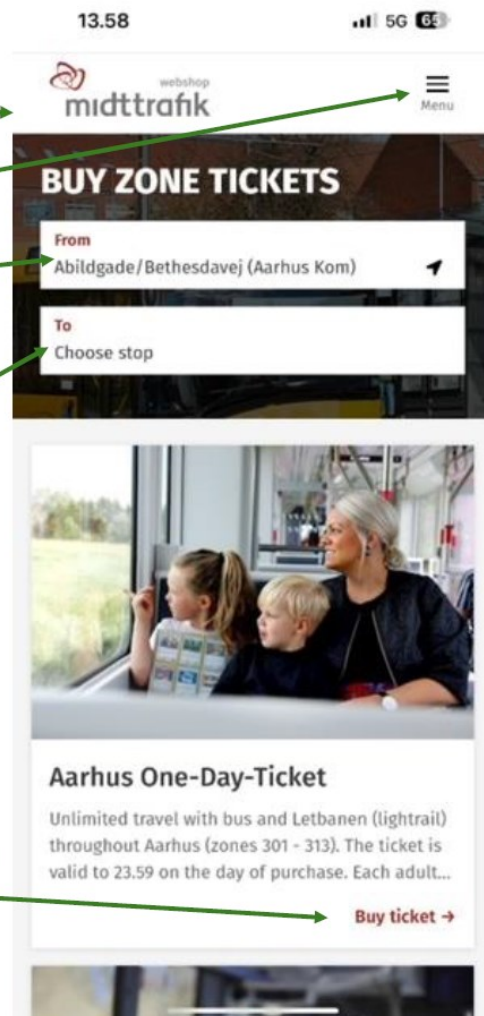 13.58
5G 65
webshop
midttrafik
Menu
BUY ZONE TICKETS
From
Abildgade/Bethesdavej (Aarhus Kom)
To
Choose stop
Aarhus One-Day-Ticket
Unlimited travel with bus and Letbanen (lightrail)
throughout Aarhus (zones 301 - 313). The ticket is
valid to 23.59 on the day of purchase. Each adult...
Buy ticket →